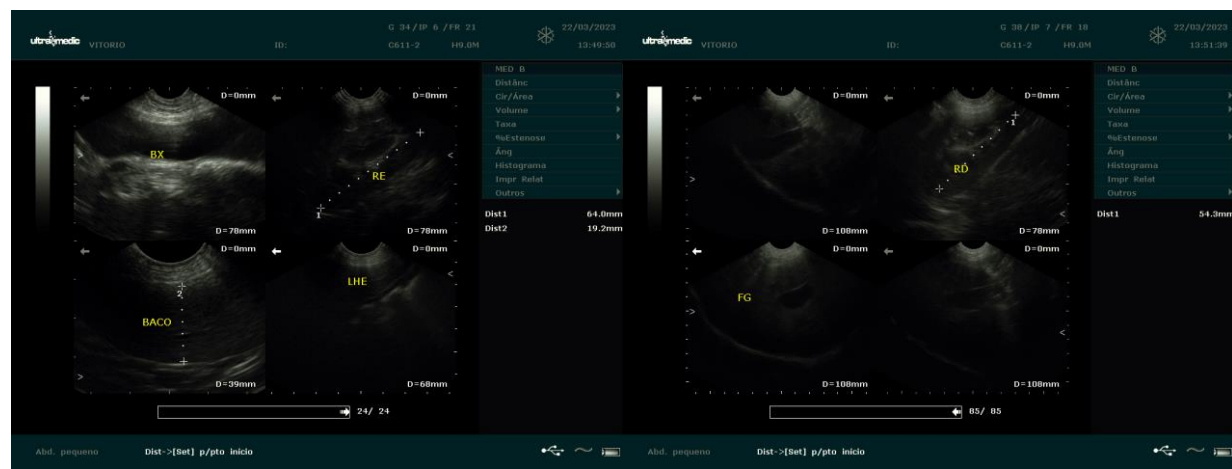 G 34/IP 6 /FR 21
22/03/2023
ultramedic VITORIO
ID:
C611-2 H9.0M
13:49:50
MED B
Distânc
Cir/Área
Volume
Taxa
%Estenose
Âng
Histograma
Impr Relat
Outros
Dist1 64.0mm
Dist2 19.2mm
D=0mm
BX
D=78mm
D=0mm
RE
1
D=78mm
D=0mm
2
BACO
D=39mm
D=0mm
LHE
D=68mm
24/ 24
Abd. pequeno Dist->[Set] p/pto início
G 30/IP 7 /FR 18
22/03/2023
ultramedic VITORIO
ID:
C611-2 H9.0M
13:51:39
MED B
Distânc
Cir/Área
Volume
Taxa
%Estenose
Âng
Histograma
Impr Relat
Outros
Dist1 54.3mm
D=0mm
D=108mm
D=0mm
1
RD
D=78mm
D=0mm
FG
D=108mm
D=0mm
D=108mm
85/ 85
Abd. pequeno Dist->[Set] p/pto início